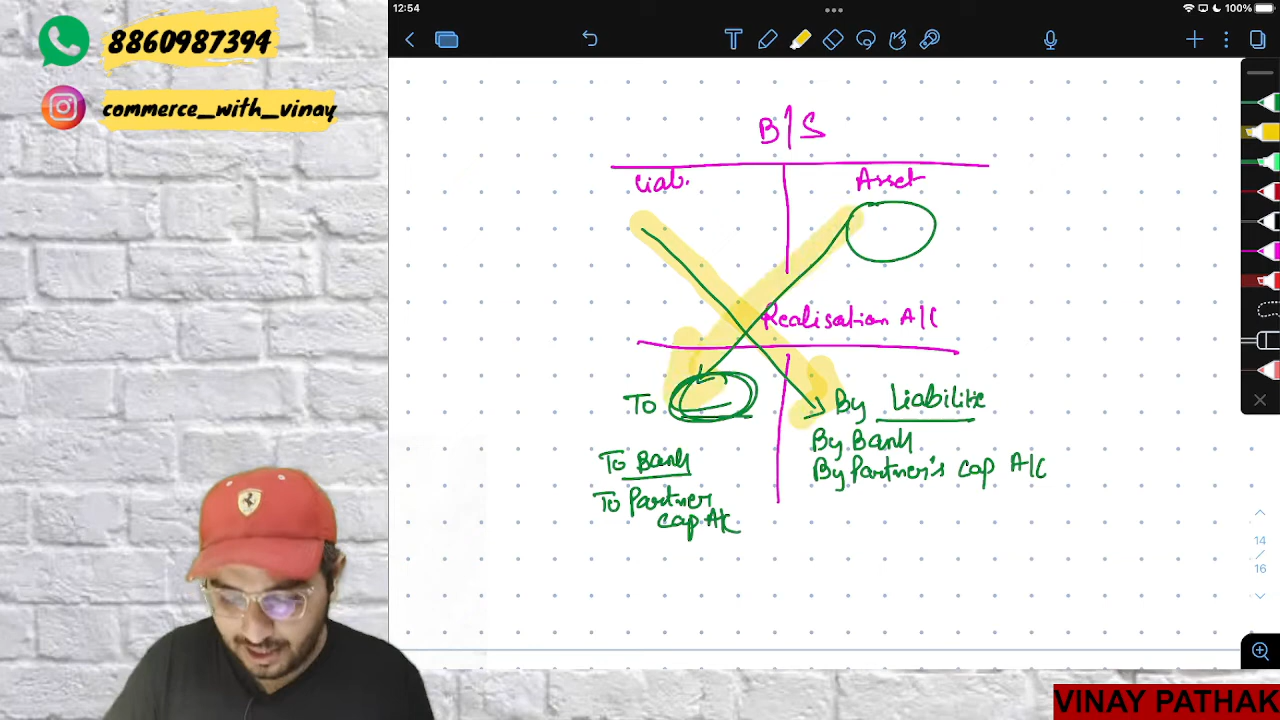 12:54
100%
8860987394
commerce_with_vinay
B/S
Liab.
Asset
Realisation A/C
To
By Liabilite
By Bank
By Partner's cap A/C
To Bank
To Partner
cap A/C
14
/
16
VINAY PATHAK